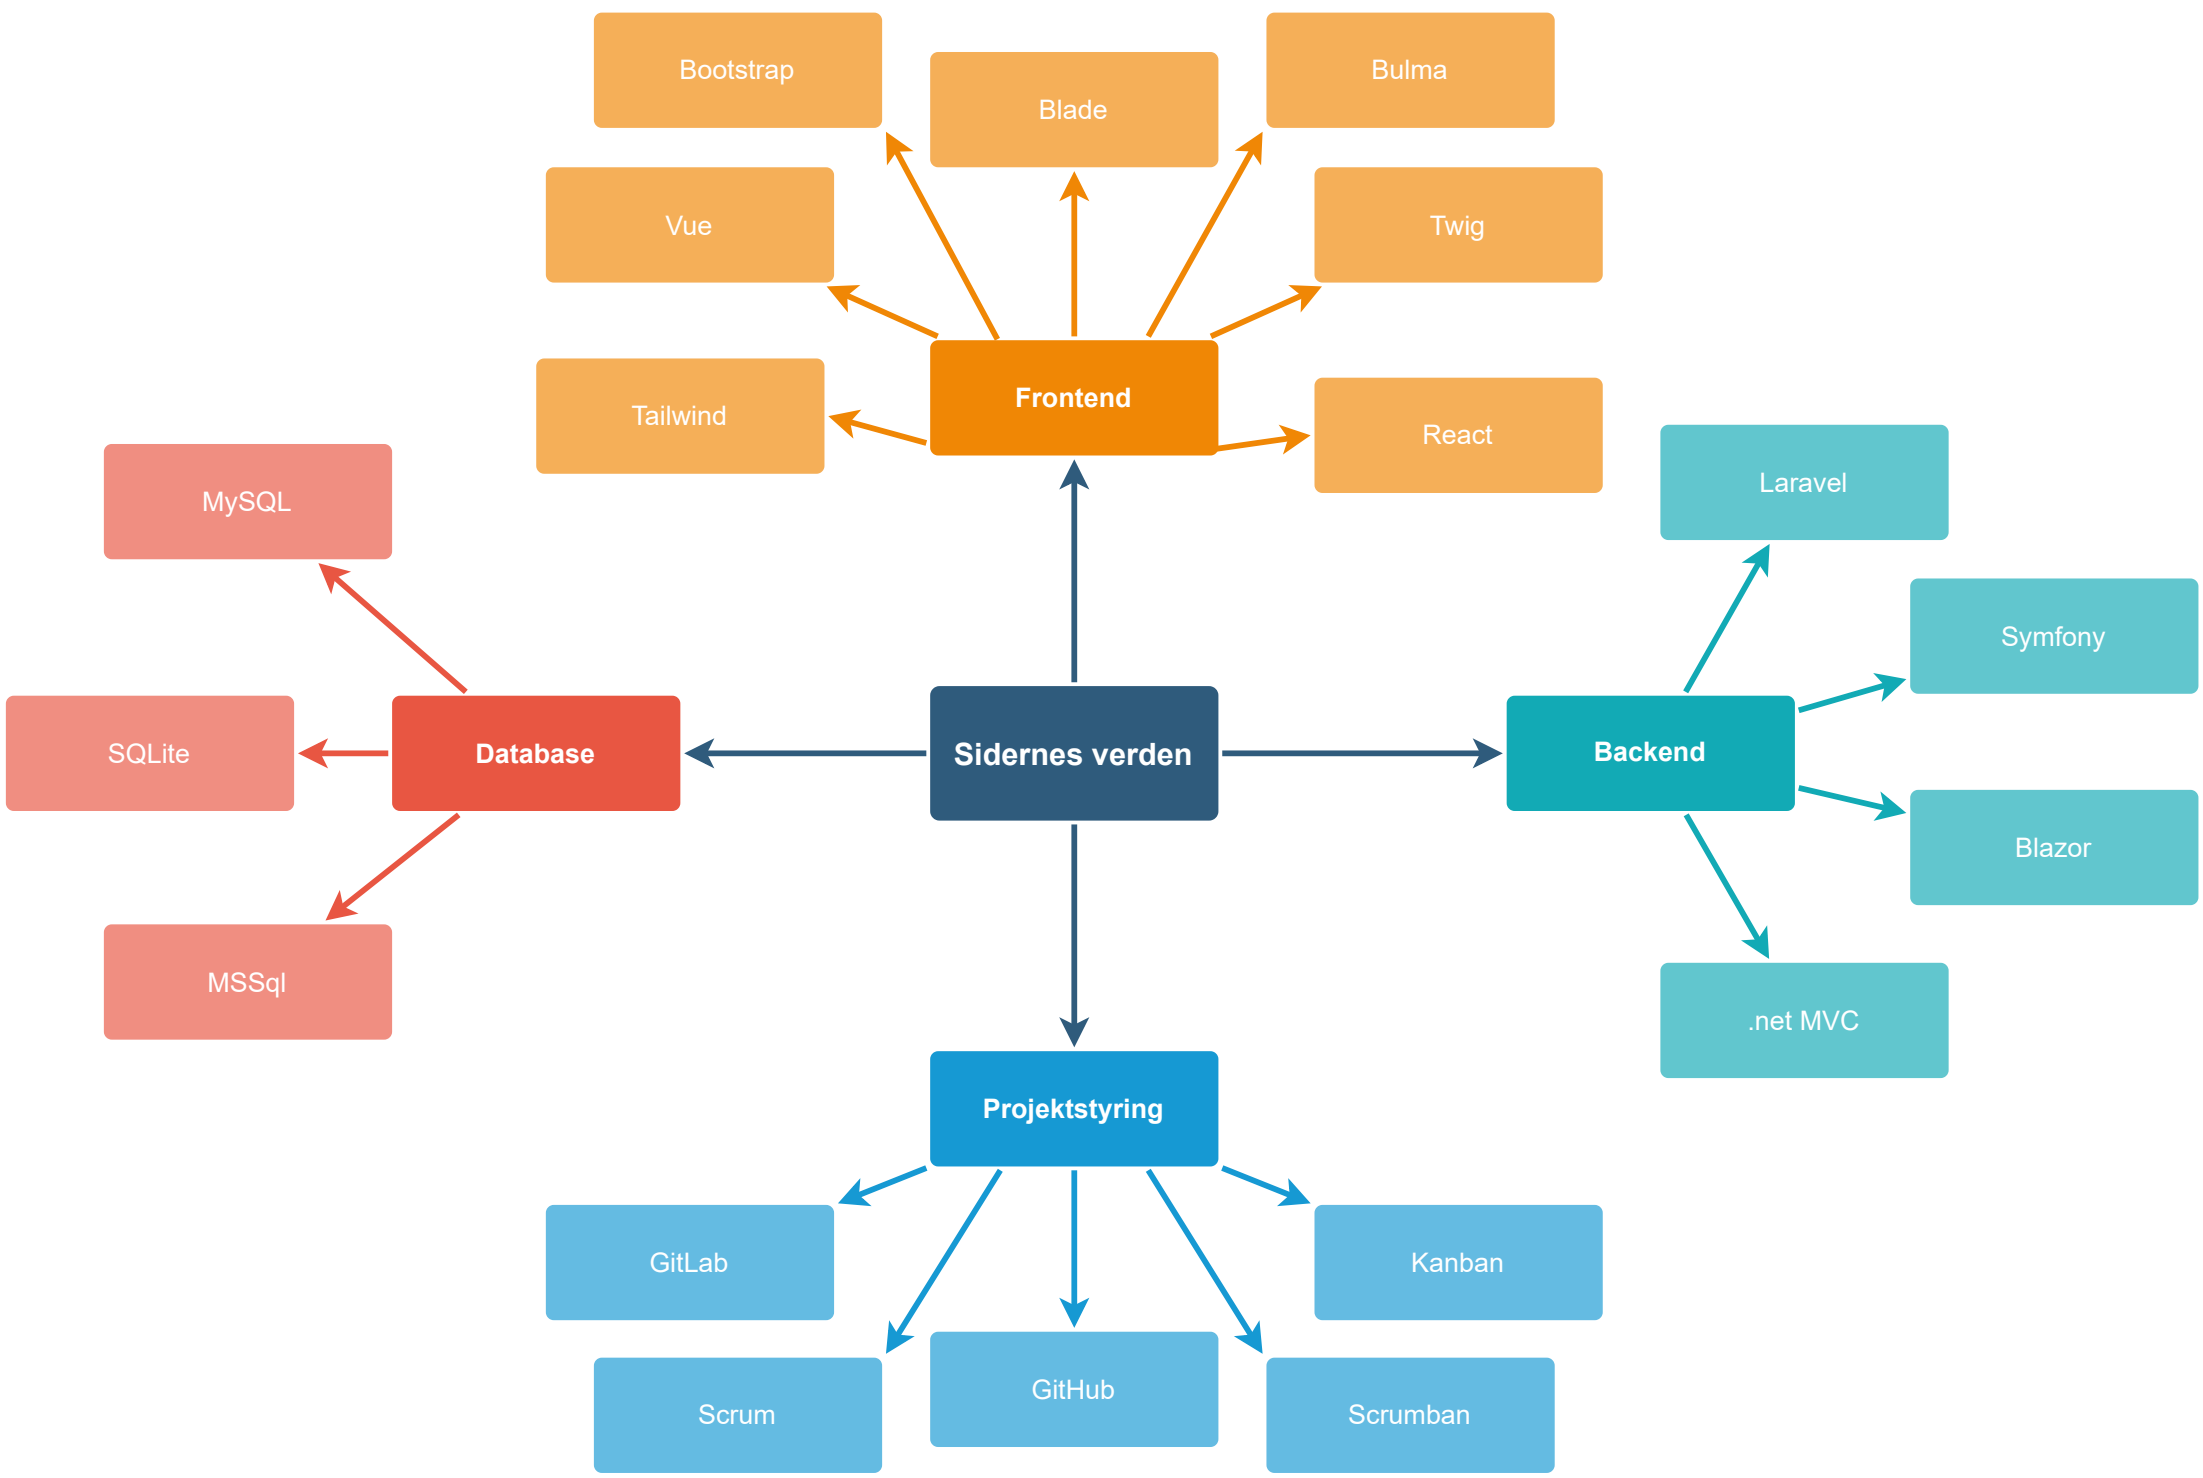 Bootstrap
Blade
Bulma
Vue
Twig
Frontend
Tailwind
React
MySQL
Laravel
Symfony
SQLite
Database
Sidernes verden
Backend
Blazor
MSSql
.net MVC
Projektstyring
GitLab
Kanban
Scrum
GitHub
Scrumban